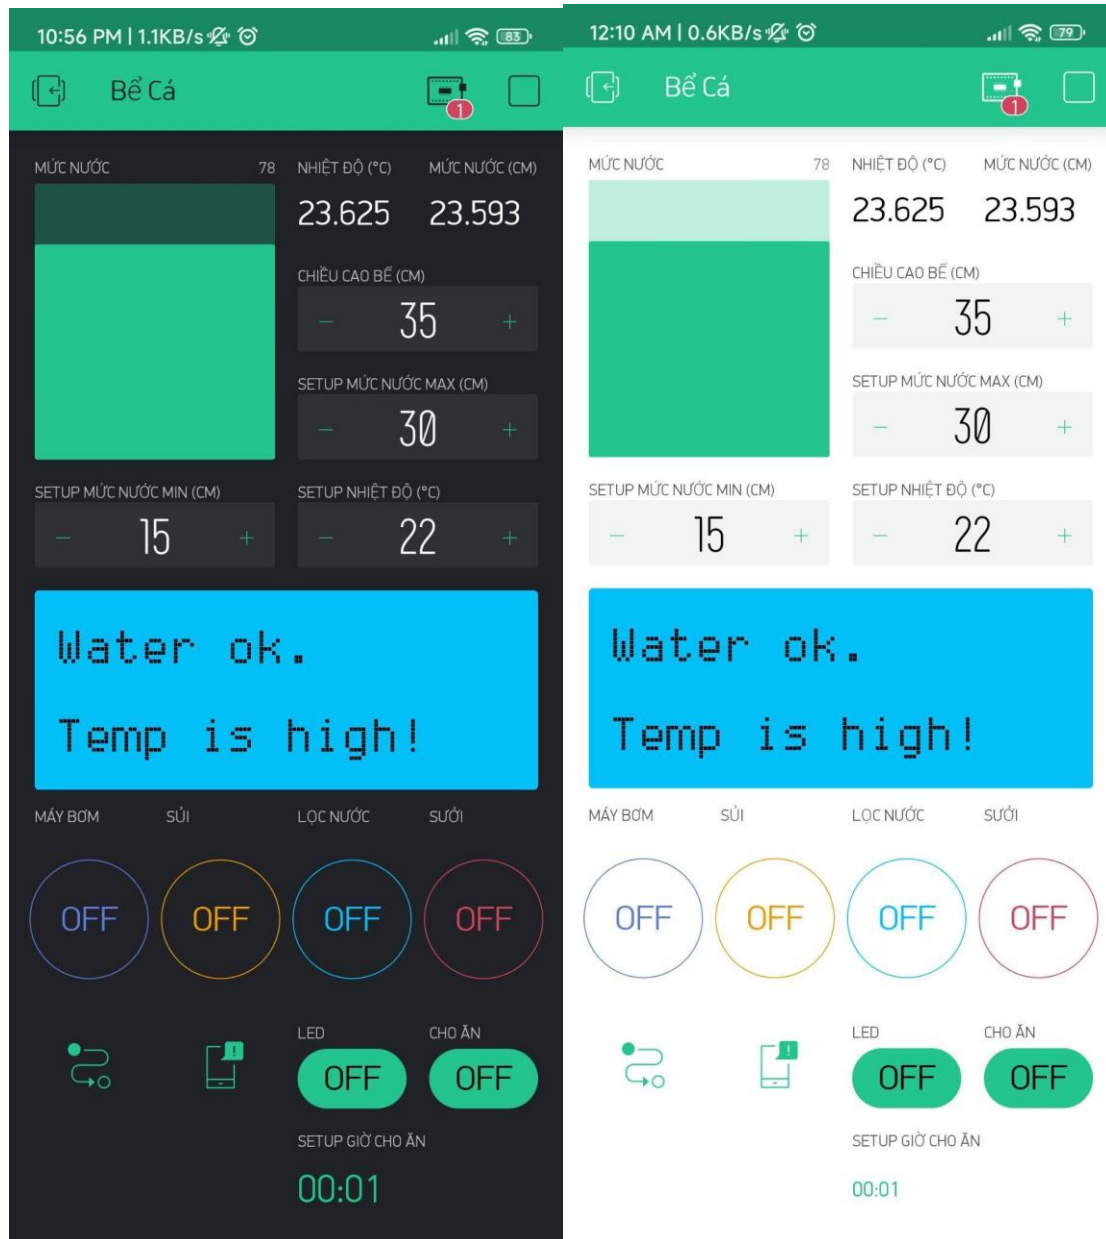 10:56 PM | 1.1KB/s 83
Bể Cá 1
MỨC NƯỚC 78 NHIỆT ĐỘ (°C) MỨC NƯỚC (CM)
23.625 23.593
CHIỀU CAO BỂ (CM)
− 35 +
SETUP MỨC NƯỚC MAX (CM)
− 30 +
SETUP MỨC NƯỚC MIN (CM) SETUP NHIỆT ĐỘ (°C)
− 15 + − 22 +
Water ok.
Temp is high!
MÁY BƠM SỦI LỌC NƯỚC SƯỞI
OFF OFF OFF OFF
LED CHO ĂN
OFF OFF
SETUP GIỜ CHO ĂN
00:01
12:10 AM | 0.6KB/s 79
Bể Cá 1
MỨC NƯỚC 78 NHIỆT ĐỘ (°C) MỨC NƯỚC (CM)
23.625 23.593
CHIỀU CAO BỂ (CM)
− 35 +
SETUP MỨC NƯỚC MAX (CM)
− 30 +
SETUP MỨC NƯỚC MIN (CM) SETUP NHIỆT ĐỘ (°C)
− 15 + − 22 +
Water ok.
Temp is high!
MÁY BƠM SỦI LỌC NƯỚC SƯỞI
OFF OFF OFF OFF
LED CHO ĂN
OFF OFF
SETUP GIỜ CHO ĂN
00:01